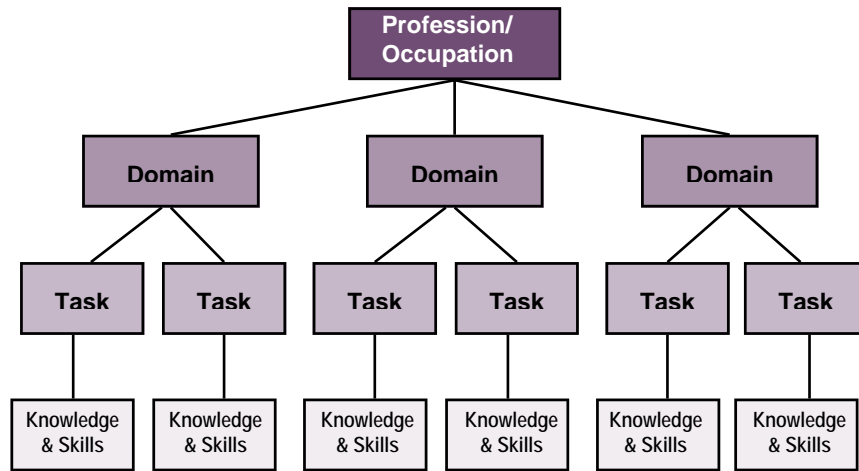 Profession/
Occupation
Domain
Domain
Domain
Task
Task
Task
Task
Task
Task
Knowledge
& Skills
Knowledge
& Skills
Knowledge
& Skills
Knowledge
& Skills
Knowledge
& Skills
Knowledge
& Skills